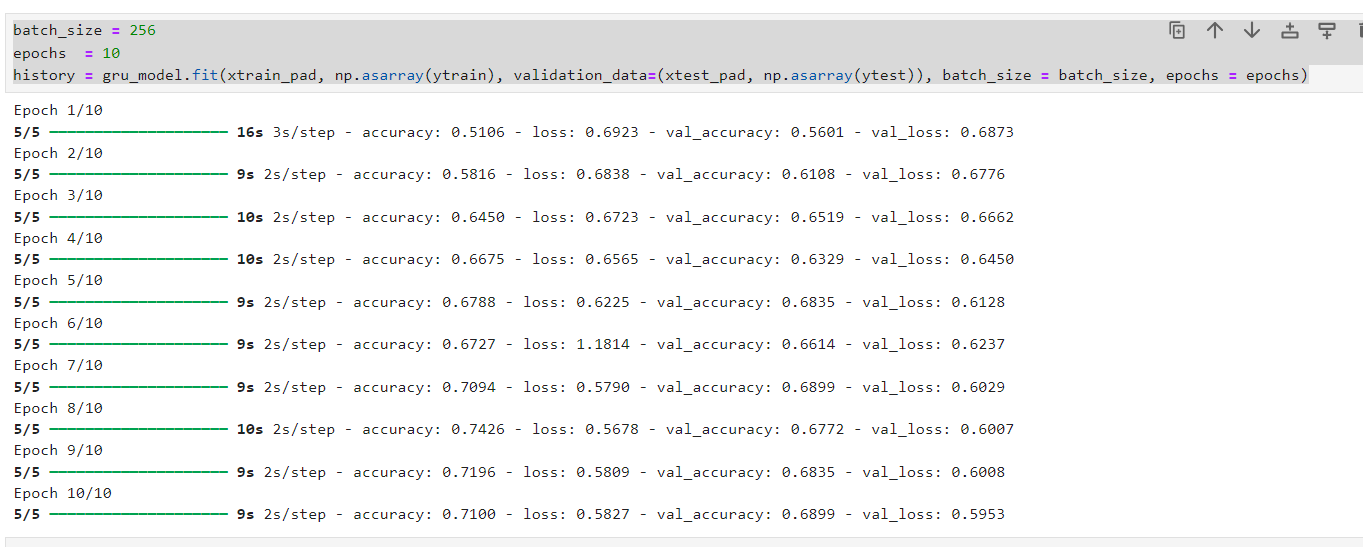 batch_size = 256
epochs  = 10
history = gru_model.fit(xtrain_pad, np.asarray(ytrain), validation_data=(xtest_pad, np.asarray(ytest)), batch_size = batch_size, epochs = epochs)
Epoch 1/10
5/5 ━━━━━━━━━━━━━━━━━━━━ 16s 3s/step - accuracy: 0.5106 - loss: 0.6923 - val_accuracy: 0.5601 - val_loss: 0.6873
Epoch 2/10
5/5 ━━━━━━━━━━━━━━━━━━━━ 9s 2s/step - accuracy: 0.5816 - loss: 0.6838 - val_accuracy: 0.6108 - val_loss: 0.6776
Epoch 3/10
5/5 ━━━━━━━━━━━━━━━━━━━━ 10s 2s/step - accuracy: 0.6450 - loss: 0.6723 - val_accuracy: 0.6519 - val_loss: 0.6662
Epoch 4/10
5/5 ━━━━━━━━━━━━━━━━━━━━ 10s 2s/step - accuracy: 0.6675 - loss: 0.6565 - val_accuracy: 0.6329 - val_loss: 0.6450
Epoch 5/10
5/5 ━━━━━━━━━━━━━━━━━━━━ 9s 2s/step - accuracy: 0.6788 - loss: 0.6225 - val_accuracy: 0.6835 - val_loss: 0.6128
Epoch 6/10
5/5 ━━━━━━━━━━━━━━━━━━━━ 9s 2s/step - accuracy: 0.6727 - loss: 1.1814 - val_accuracy: 0.6614 - val_loss: 0.6237
Epoch 7/10
5/5 ━━━━━━━━━━━━━━━━━━━━ 9s 2s/step - accuracy: 0.7094 - loss: 0.5790 - val_accuracy: 0.6899 - val_loss: 0.6029
Epoch 8/10
5/5 ━━━━━━━━━━━━━━━━━━━━ 10s 2s/step - accuracy: 0.7426 - loss: 0.5678 - val_accuracy: 0.6772 - val_loss: 0.6007
Epoch 9/10
5/5 ━━━━━━━━━━━━━━━━━━━━ 9s 2s/step - accuracy: 0.7196 - loss: 0.5809 - val_accuracy: 0.6835 - val_loss: 0.6008
Epoch 10/10
5/5 ━━━━━━━━━━━━━━━━━━━━ 9s 2s/step - accuracy: 0.7100 - loss: 0.5827 - val_accuracy: 0.6899 - val_loss: 0.5953